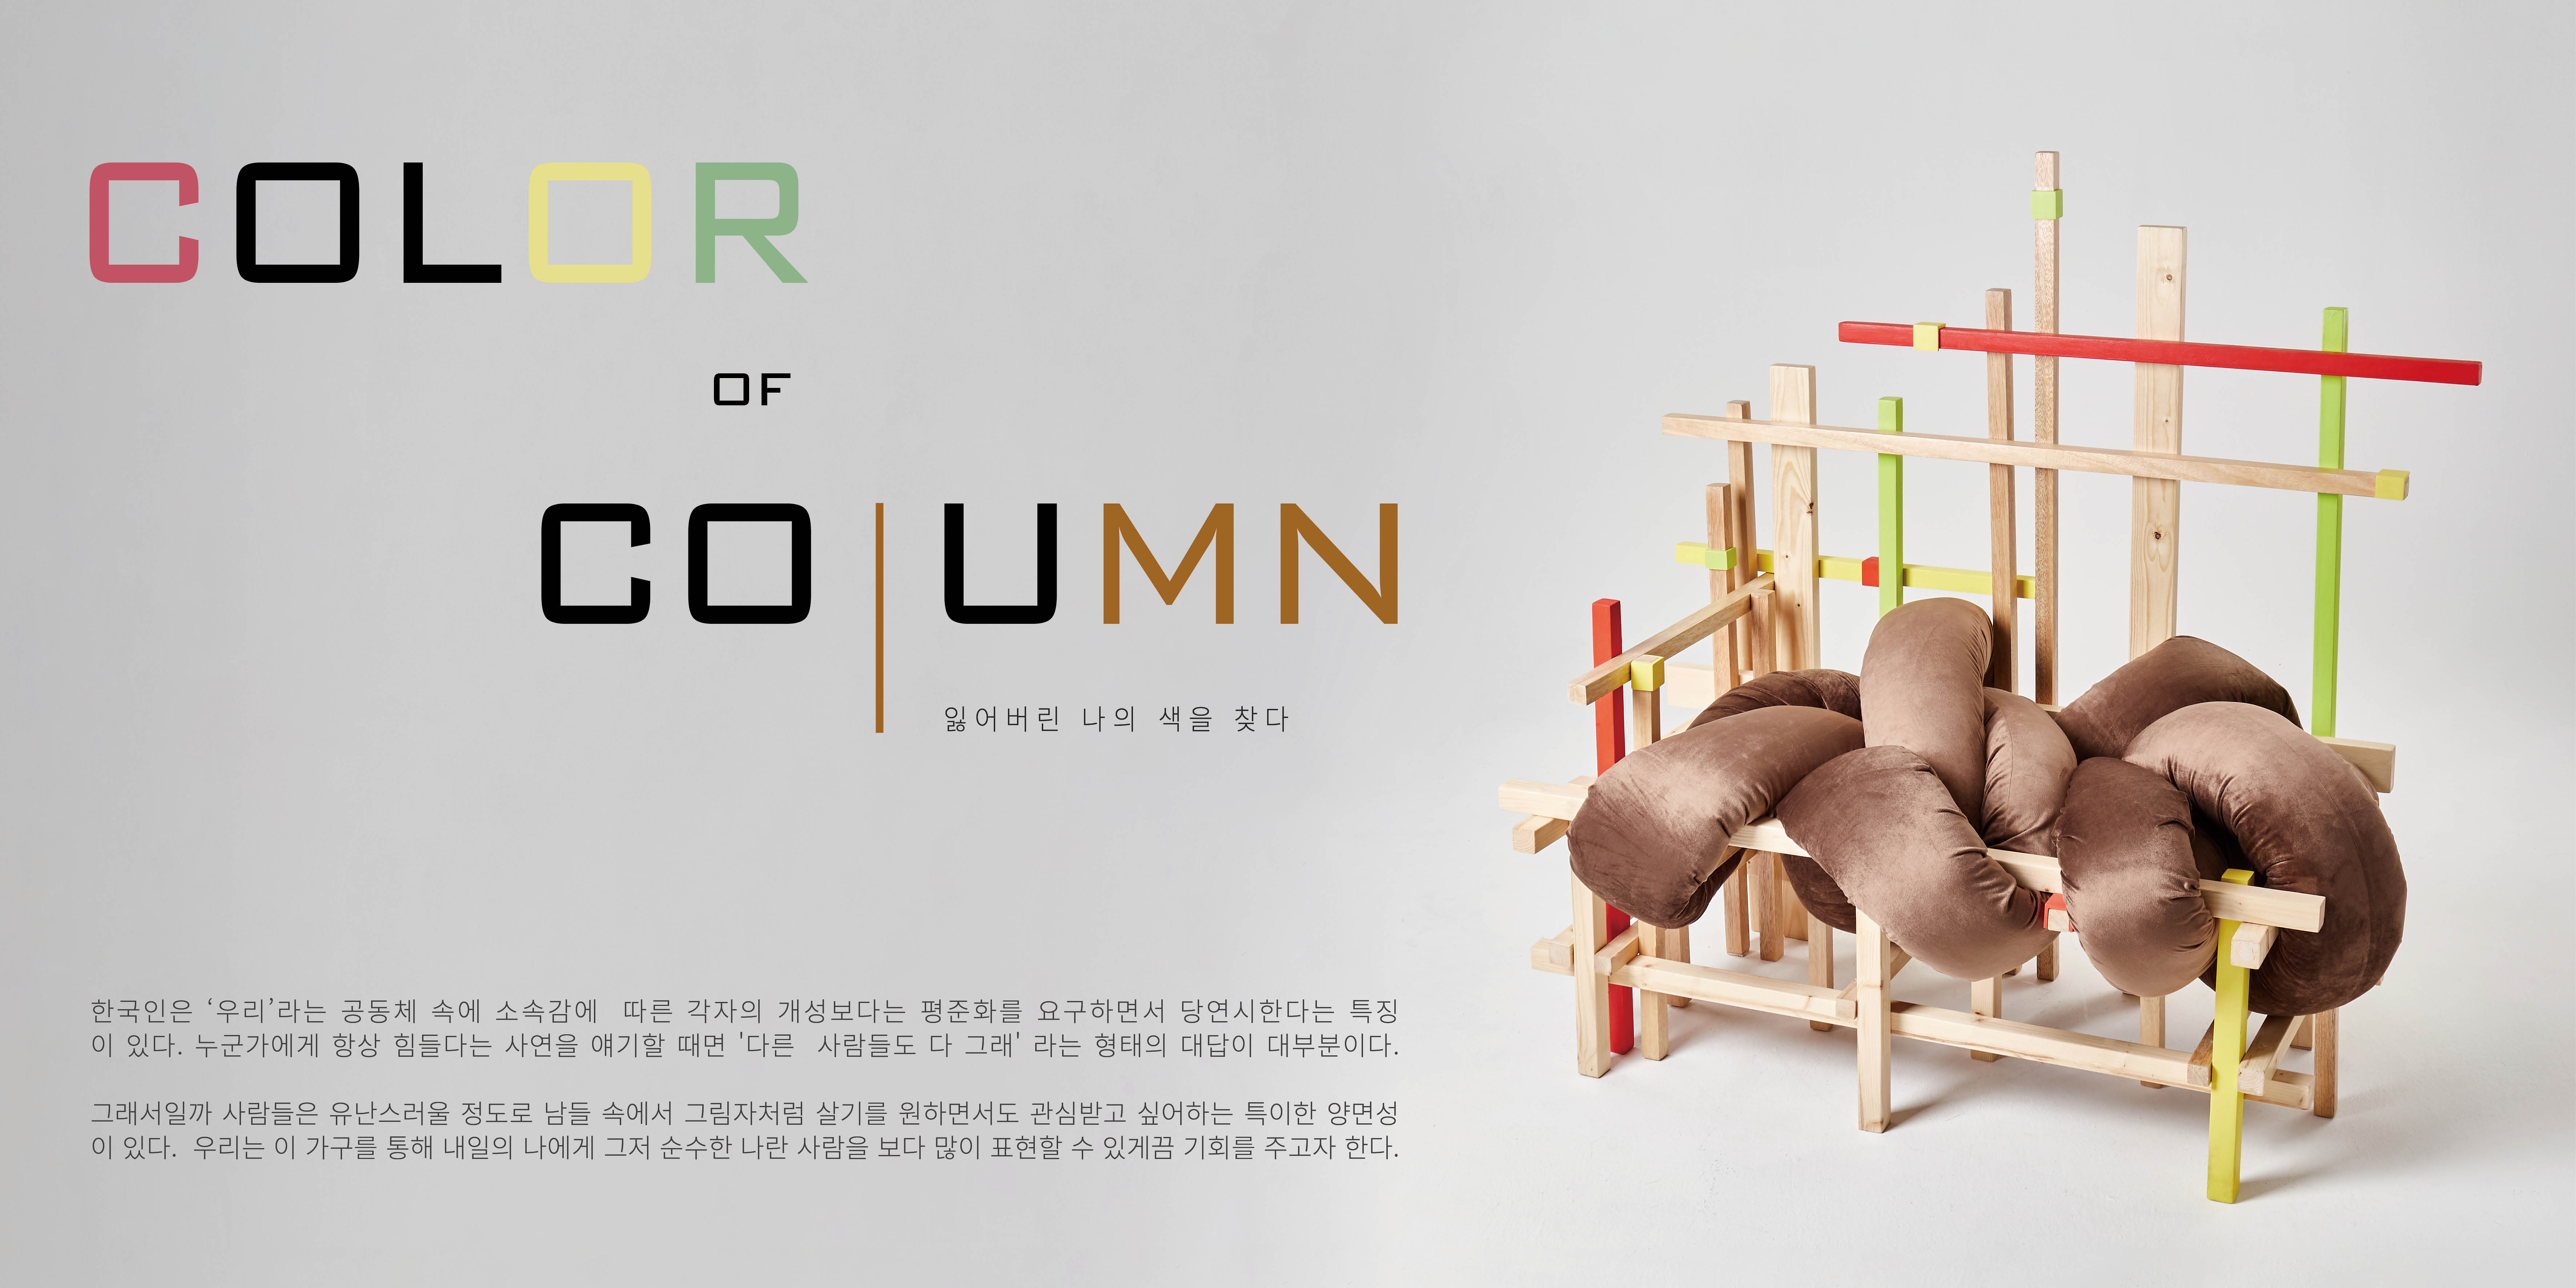 COLOR
OF
COLUMN
잃어버린 나의 색을 찾다
한국인은 ‘우리’라는 공동체 속에 소속감에 따른 각자의 개성보다는 평준화를 요구하면서 당연시한다는 특징
이 있다. 누군가에게 항상 힘들다는 사연을 얘기할 때면 '다른 사람들도 다 그래' 라는 형태의 대답이 대부분이다.
그래서일까 사람들은 유난스러울 정도로 남들 속에서 그림자처럼 살기를 원하면서도 관심받고 싶어하는 특이한 양면성
이 있다. 우리는 이 가구를 통해 내일의 나에게 그저 순수한 나란 사람을 보다 많이 표현할 수 있게끔 기회를 주고자 한다.